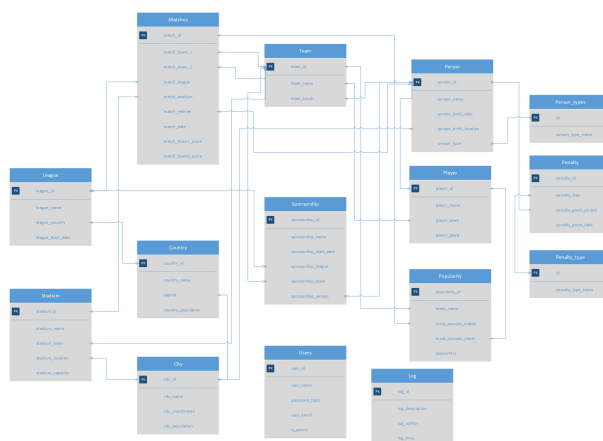 Matches
PK match_id
match_team_1
match_team_2
match_league
match_stadium
match_referee
match_date
match_team1_score
match_team2_score
Team
PK team_id
team_name
team_coach
Person
PK person_id
person_name
person_birth_date
person_birth_location
person_type
Person_types
PK id
person_type_name
League
PK league_id
league_name
league_country
league_start_date
Player
PK player_id
player_name
player_team
Penalty
PK penalty_id
penalty_type
penalty_given_person
penalty_given_date
Sponsorship
PK sponsorship_id
sponsorship_name
sponsorship_start_date
sponsorship_league
sponsorship_team
sponsorship_person
Country
PK country_id
country_name
capital
country_population
Penalty_type
PK id
penalty_type_name
Popularity
PK popularity_id
team_name
most_popular_match
most_popular_player
supporters
Stadium
PK stadium_id
stadium_name
stadium_team
stadium_location
stadium_capacity
City
PK city_id
city_name
city_coordinates
city_population
Users
PK user_id
user_name
password_hash
user_email
is_admin
Log
PK log_id
log_description
log_author
log_time